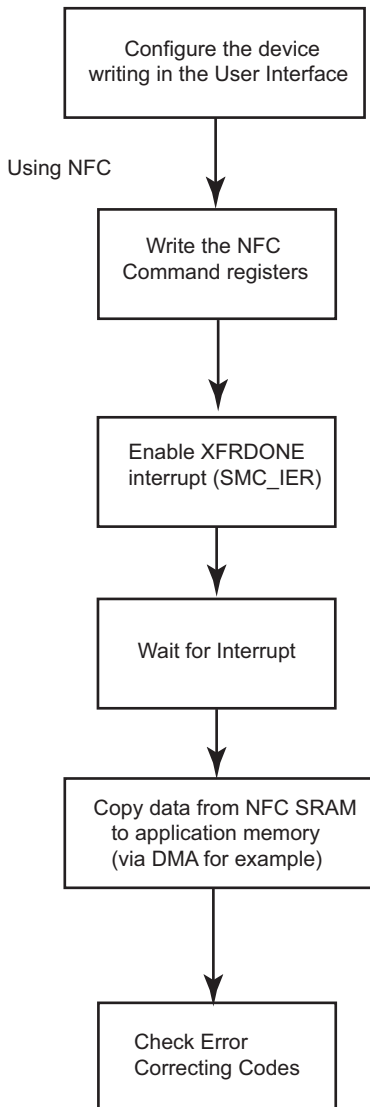 Configure the device
writing in the User Interface
Using NFC
Write the NFC
Command registers
Enable XFRDONE
interrupt (SMC_IER)
Wait for Interrupt
Copy data from NFC SRAM
to application memory
(via DMA for example)
Check Error
Correcting Codes